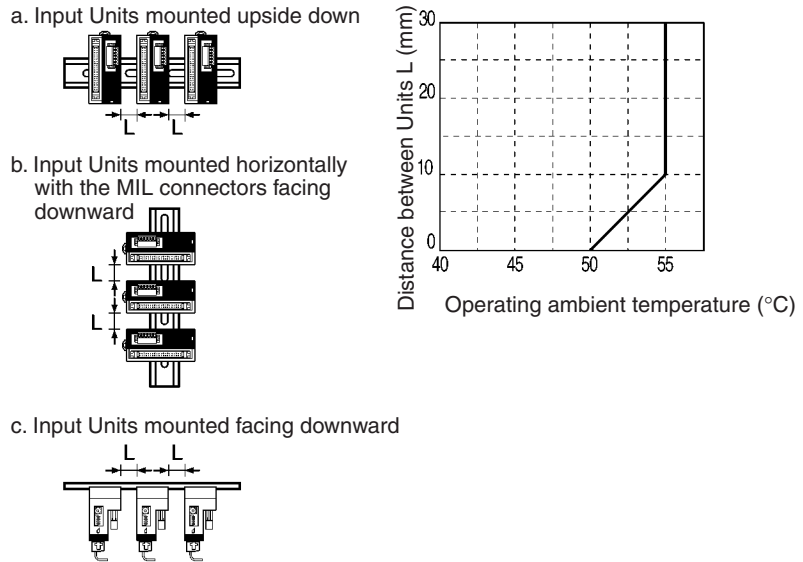 a. Input Units mounted upside down
L L
b. Input Units mounted horizontally
with the MIL connectors facing
downward
L
L
c. Input Units mounted facing downward
L L
Distance between Units L (mm)
30
20
10
0
40 45 50 55
Operating ambient temperature (°C)